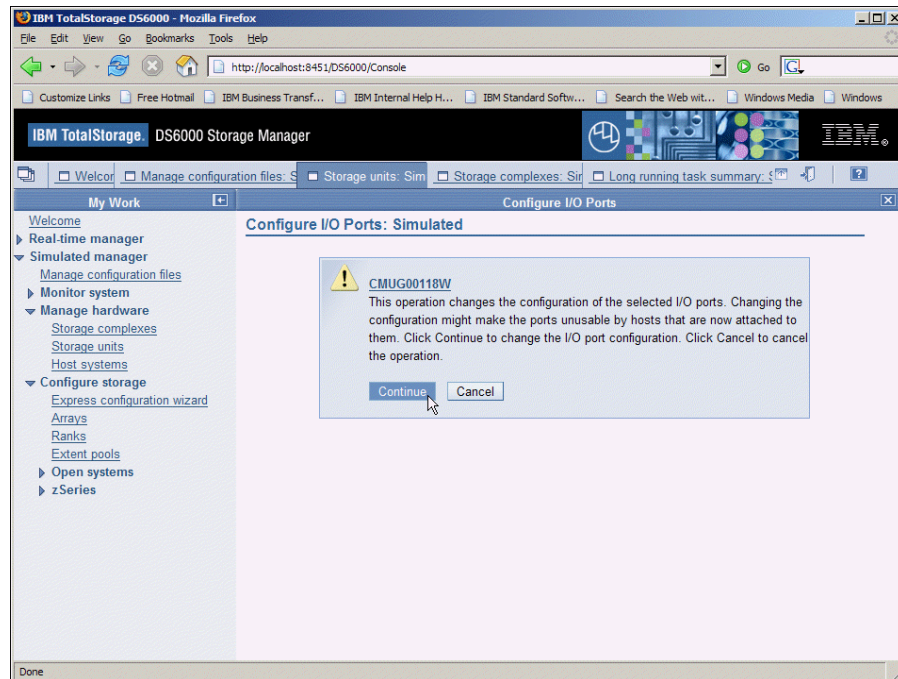 IBM TotalStorage DS6000 - Mozilla Firefox
File Edit View Go Bookmarks Tools Help
http://localhost:8451/DS6000/Console
Go
Customize Links Free Hotmail IBM Business Transf... IBM Internal Help H... IBM Standard Softw... Search the Web wit... Windows Media Windows
IBM TotalStorage. DS6000 Storage Manager
IBM
Welcor Manage configuration files: S Storage units: Sim Storage complexes: Sir Long running task summary: S ?
My Work
Configure I/O Ports
Welcome
Real-time manager
Simulated manager
Manage configuration files
Monitor system
Manage hardware
Storage complexes
Storage units
Host systems
Configure storage
Express configuration wizard
Arrays
Ranks
Extent pools
Open systems
zSeries
Configure I/O Ports: Simulated
CMUG00118W
This operation changes the configuration of the selected I/O ports. Changing the
configuration might make the ports unusable by hosts that are now attached to
them. Click Continue to change the I/O port configuration. Click Cancel to cancel
the operation.
Continue Cancel
Done